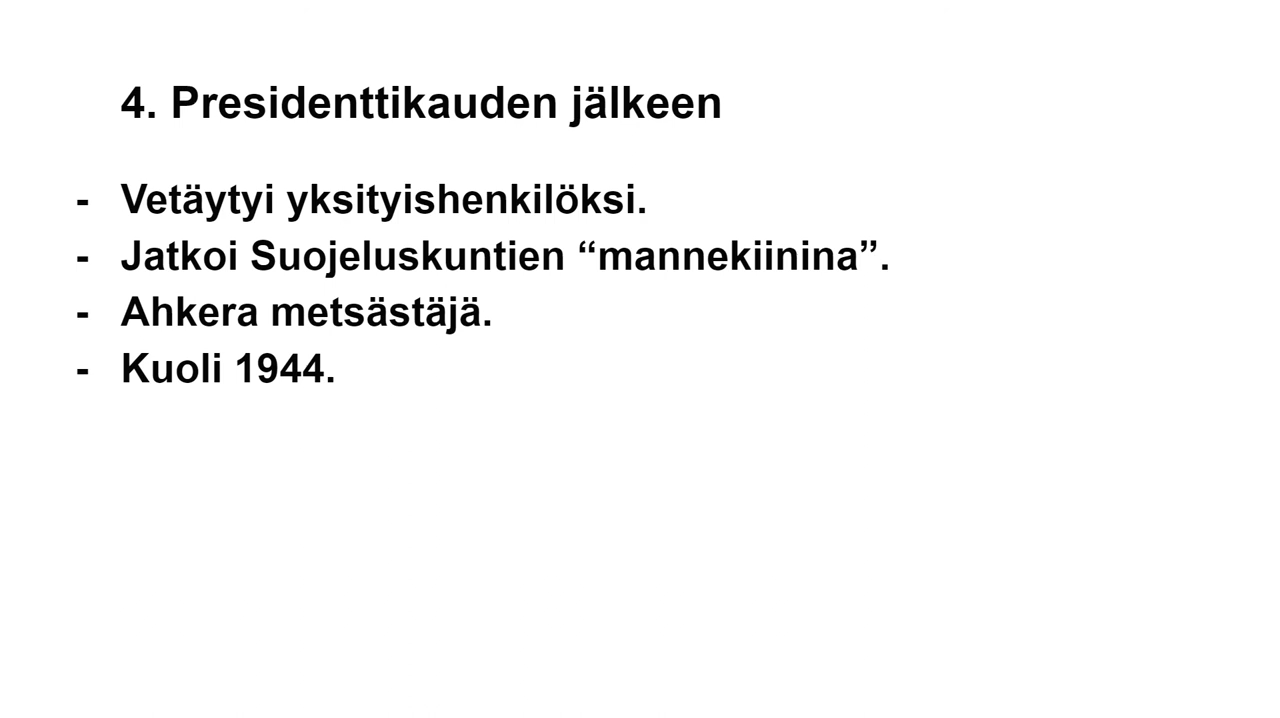 4. Presidenttikauden jälkeen
- Vetäytyi yksityishenkilöksi.
- Jatkoi Suojeluskuntien “mannekiinina”.
- Ahkera metsästäjä.
- Kuoli 1944.